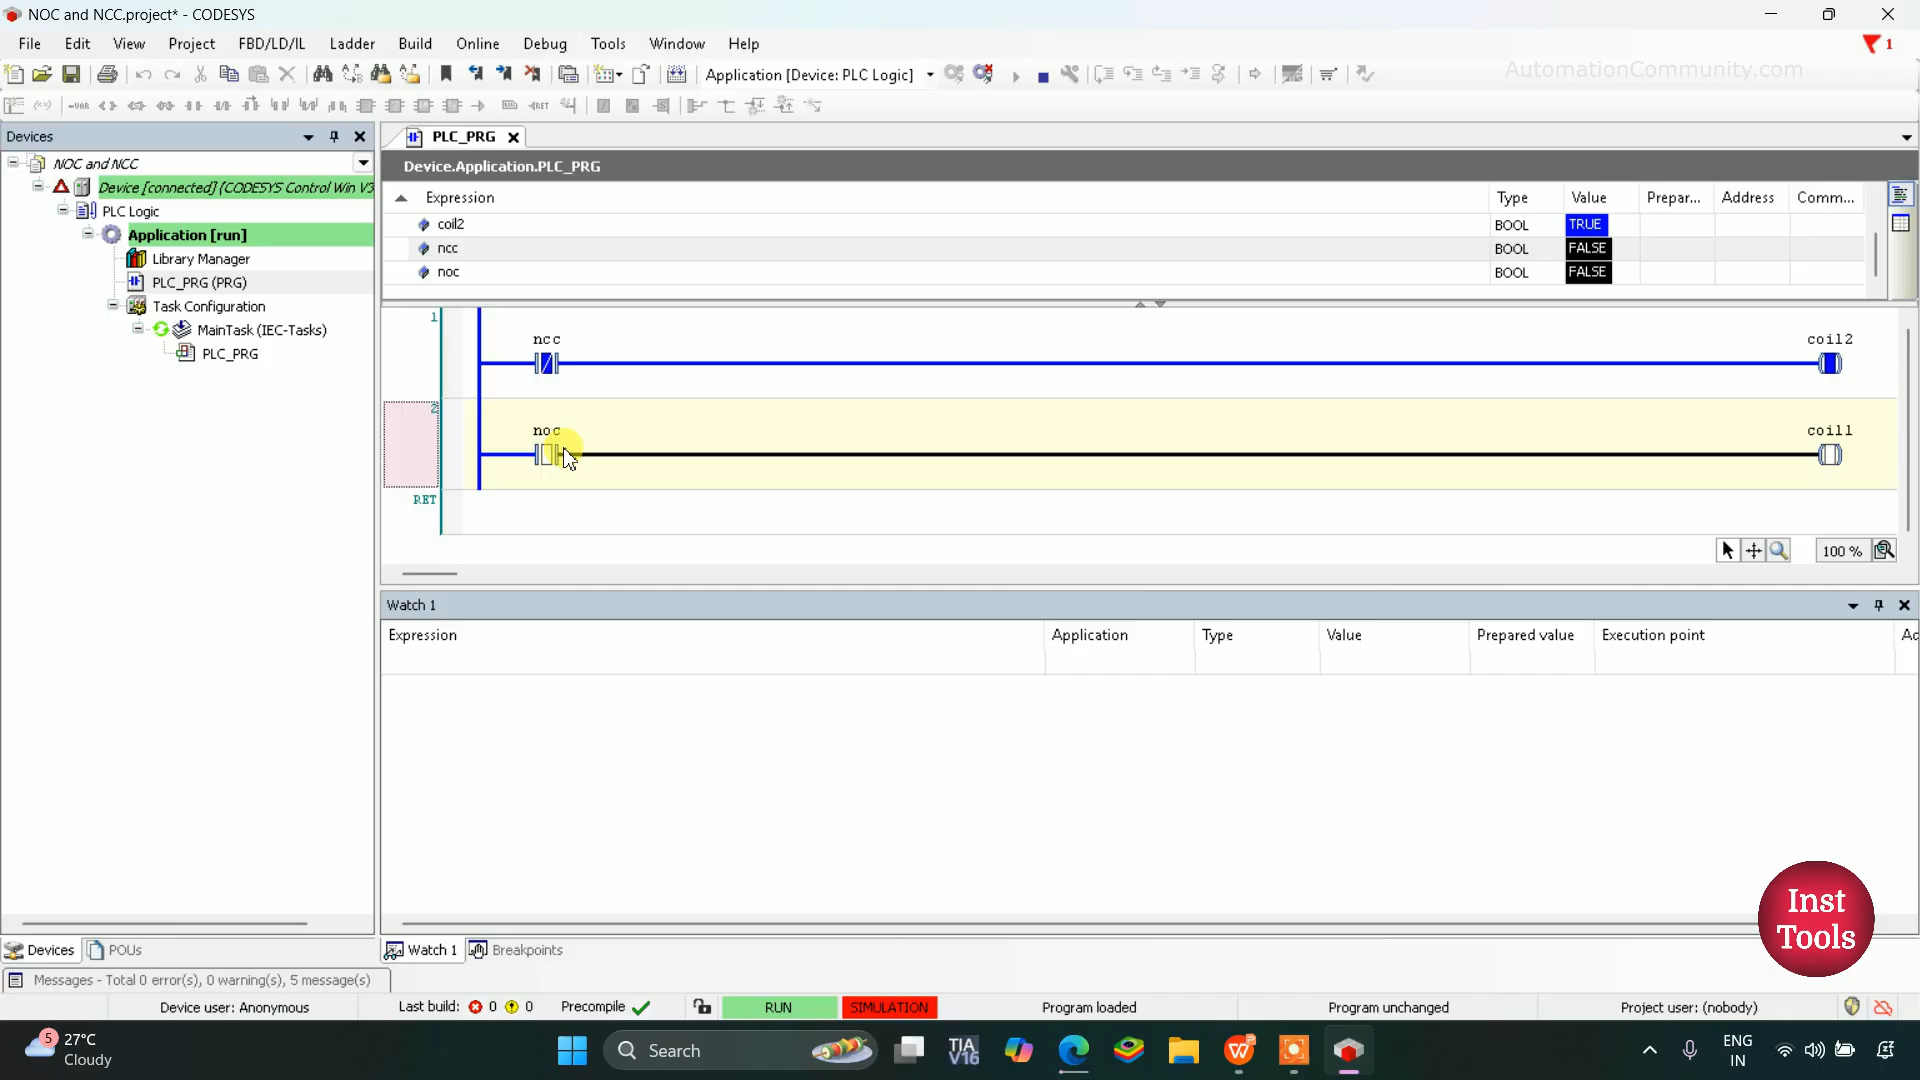 NOC and NCC.project* - CODESYS
File Edit View Project FBD/LD/IL Ladder Build Online Debug Tools Window Help
1
Application [Device: PLC Logic]
AutomationCommunity.com
Devices
NOC and NCC
Device [connected] (CODESYS Control Win V3
PLC Logic
Application [run]
Library Manager
PLC_PRG (PRG)
Task Configuration
MainTask (IEC-Tasks)
PLC_PRG
PLC_PRG
Device.Application.PLC_PRG
Expression Type Value Prepar... Address Comm...
coil2 BOOL TRUE
ncc BOOL FALSE
noc BOOL FALSE
1
ncc coil2
2
noc coil1
RET
100 %
Watch 1
Expression Application Type Value Prepared value Execution point Ad
Inst
Tools
Devices POUs
Watch 1 Breakpoints
Messages - Total 0 error(s), 0 warning(s), 5 message(s)
Device user: Anonymous Last build: 0 0 Precompile RUN SIMULATION Program loaded Program unchanged Project user: (nobody)
5
27°C
Cloudy
Search
TIA
V16
ENG
IN